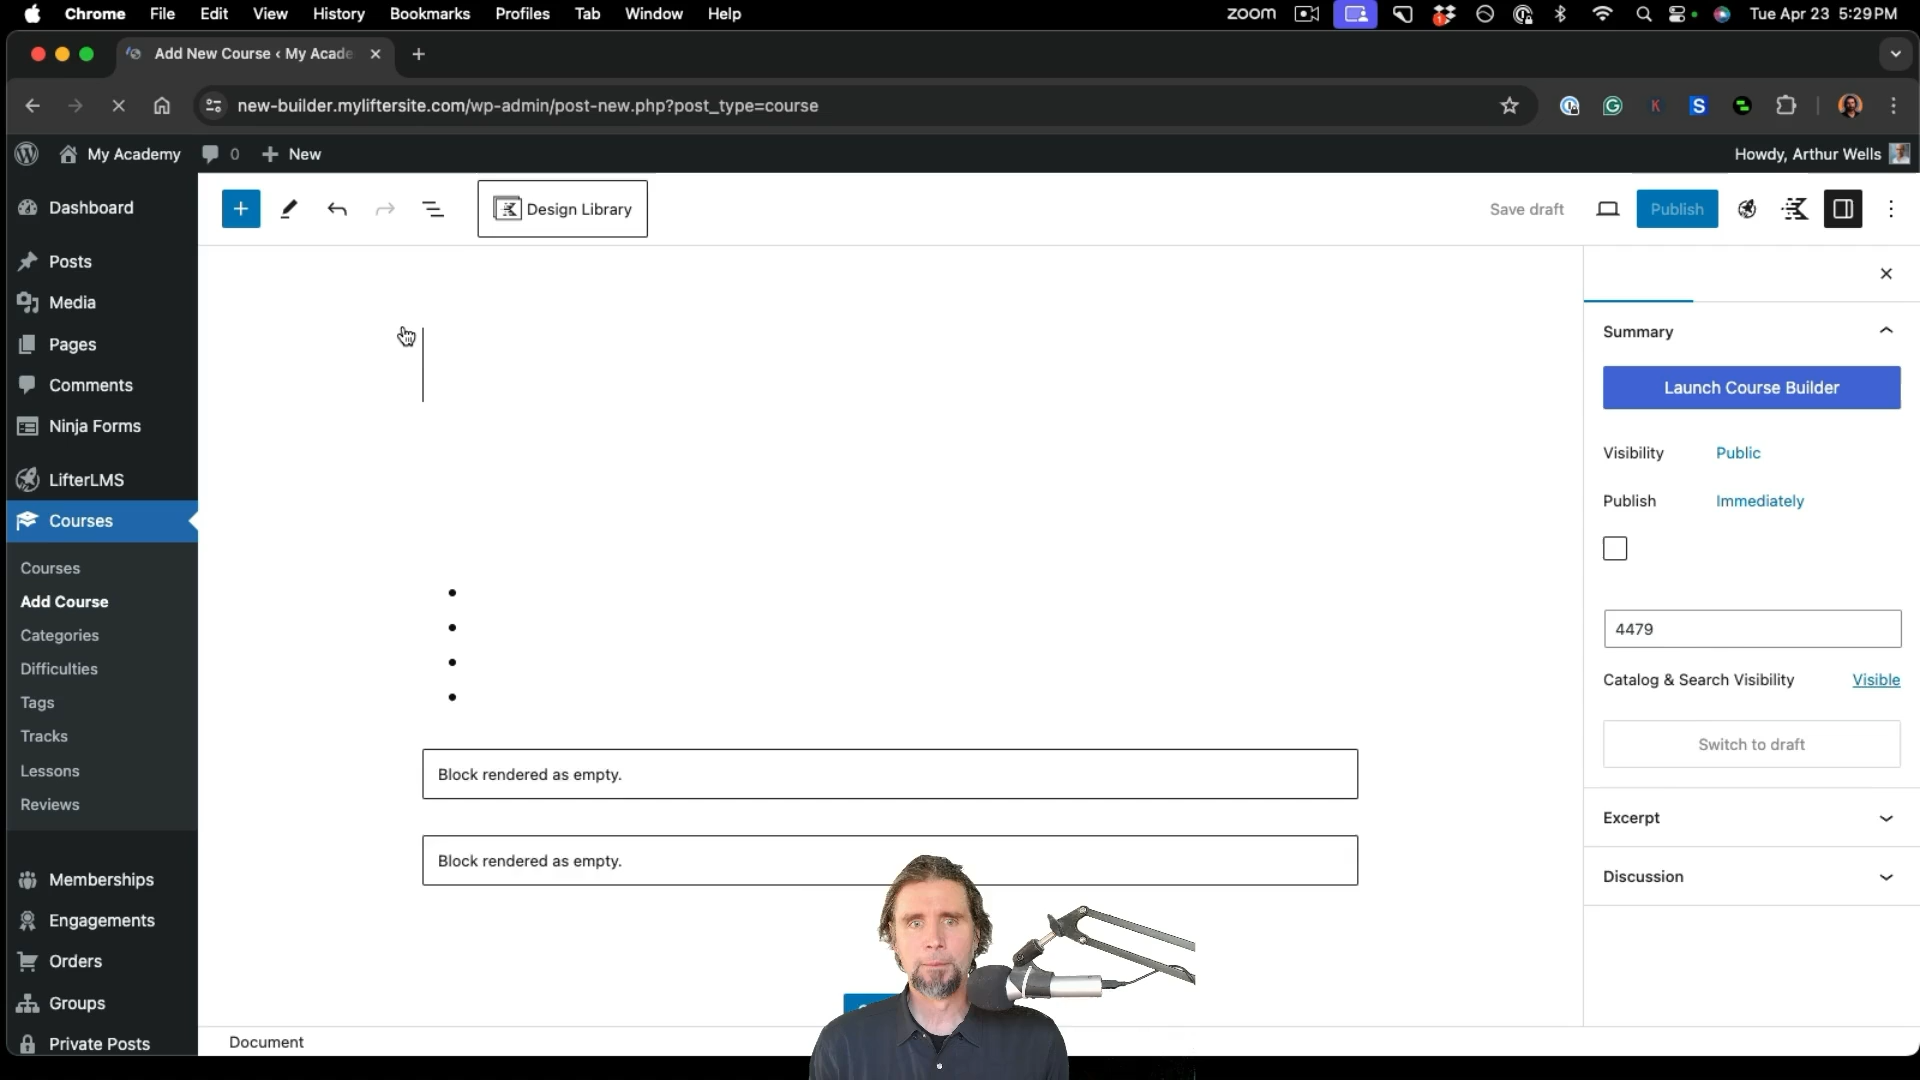 Chrome File Edit View History Bookmarks Profiles Tab Window Help zoom Tue Apr 23 5:29 PM
Add New Course ‹ My Acade
new-builder.myliftersite.com/wp-admin/post-new.php?post_type=course
My Academy 0 New Howdy, Arthur Wells
Dashboard
Design Library
Save draft
Publish
Posts
Media
Pages
Comments
Ninja Forms
LifterLMS
Courses
Courses
Add Course
Categories
Difficulties
Tags
Tracks
Lessons
Reviews
Memberships
Engagements
Orders
Groups
Private Posts
Block rendered as empty.
Block rendered as empty.
Document
Summary
Launch Course Builder
Visibility Public
Publish Immediately
4479
Catalog & Search Visibility Visible
Switch to draft
Excerpt
Discussion